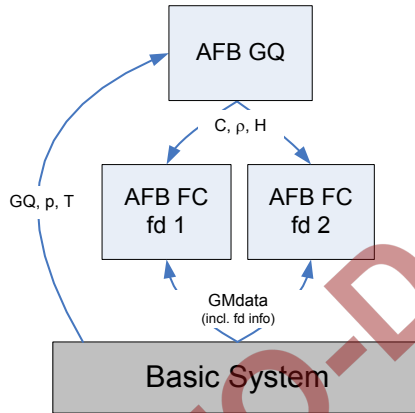 AFB GQ
C, ρ, H
GQ, p, T
AFB FC
fd 1
AFB FC
fd 2
GMdata
(incl. fd info)
Basic System